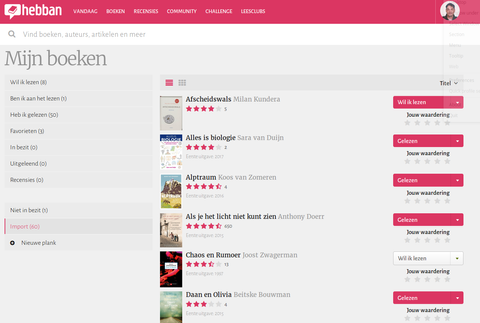 hebban
VANDAAG BOEKEN RECENSIES COMMUNITY CHALLENGE LEESCLUBS
Vind boeken, auteurs, artikelen en meer
Mijn boeken
Wil ik lezen (8)
Ben ik aan het lezen (1)
Heb ik gelezen (50)
Favorieten (3)
In bezit (0)
Uitgeleend (0)
Recensies (0)
Niet in bezit (1)
Import (60)
Nieuwe plank
Titel
Afscheidswals Milan Kundera
5
Wil ik lezen
Jouw waardering
Alles is biologie Sara van Duijn
2
Eerste uitgave 2017
Gelezen
Jouw waardering
Alptraum Koos van Zomeren
4
Gelezen
Jouw waardering
Als je het licht niet kunt zien Anthony Doerr
450
Gelezen
Jouw waardering
Chaos en Rumoer Joost Zwagerman
15
Eerste uitgave 1997
Wil ik lezen
Jouw waardering
Daan en Olivia Beitske Bouwman
4
Gelezen
Jouw waardering